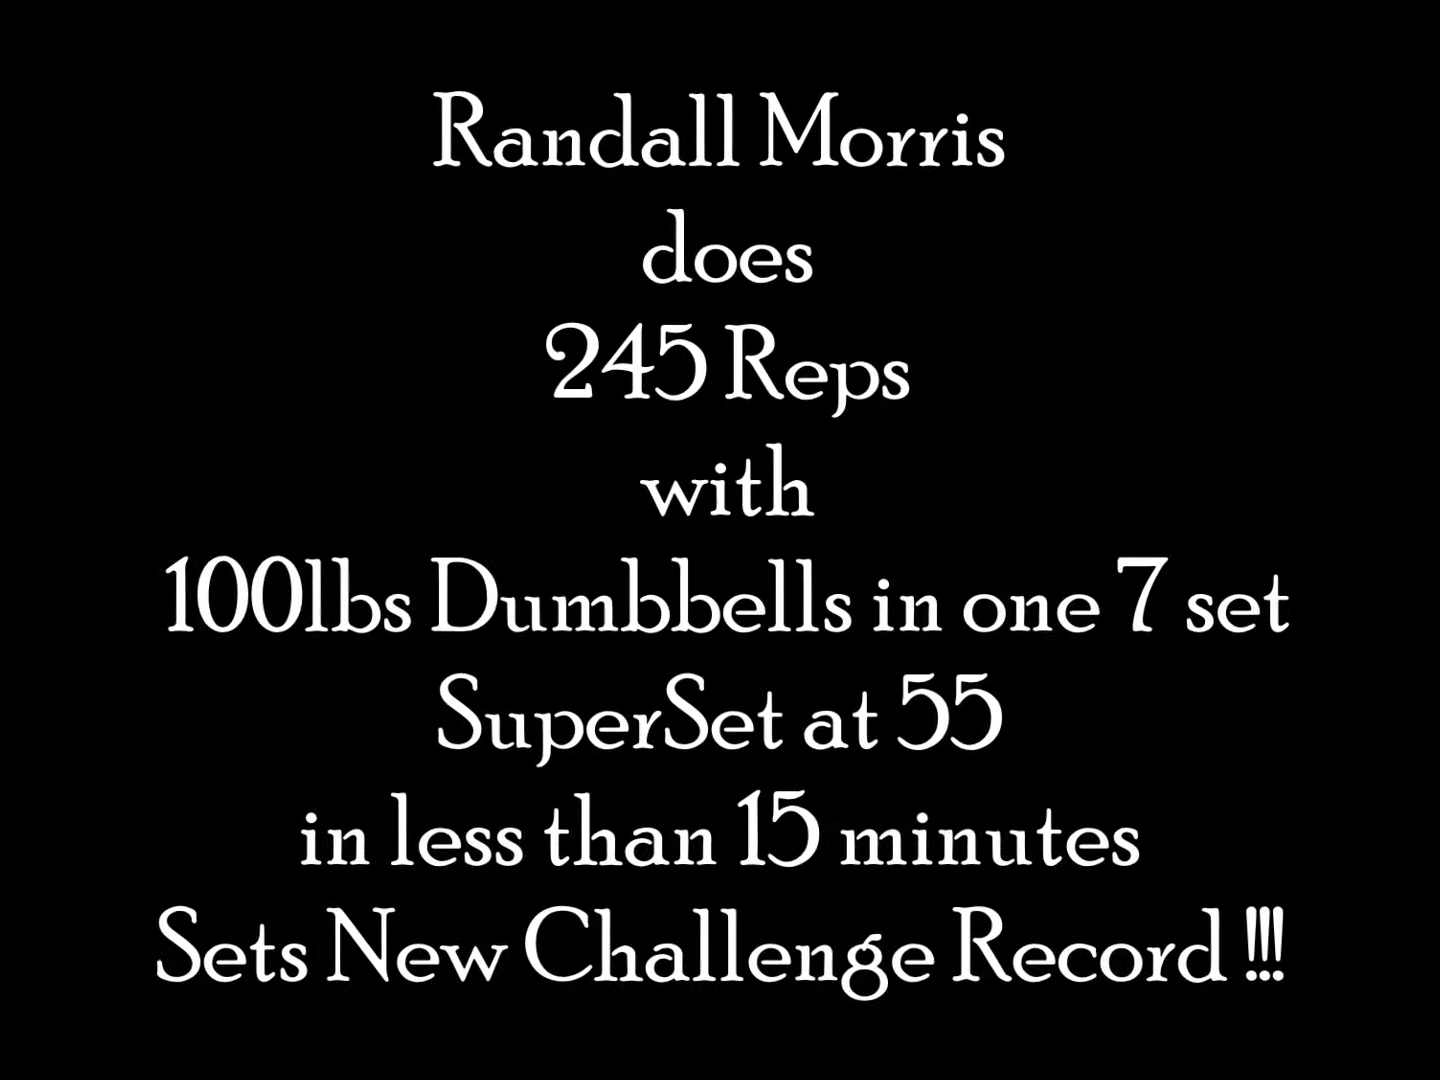 Randall Morris
does
245 Reps
with
100lbs Dumbbells in one 7 set
SuperSet at 55
in less than 15 minutes
Sets New Challenge Record !!!